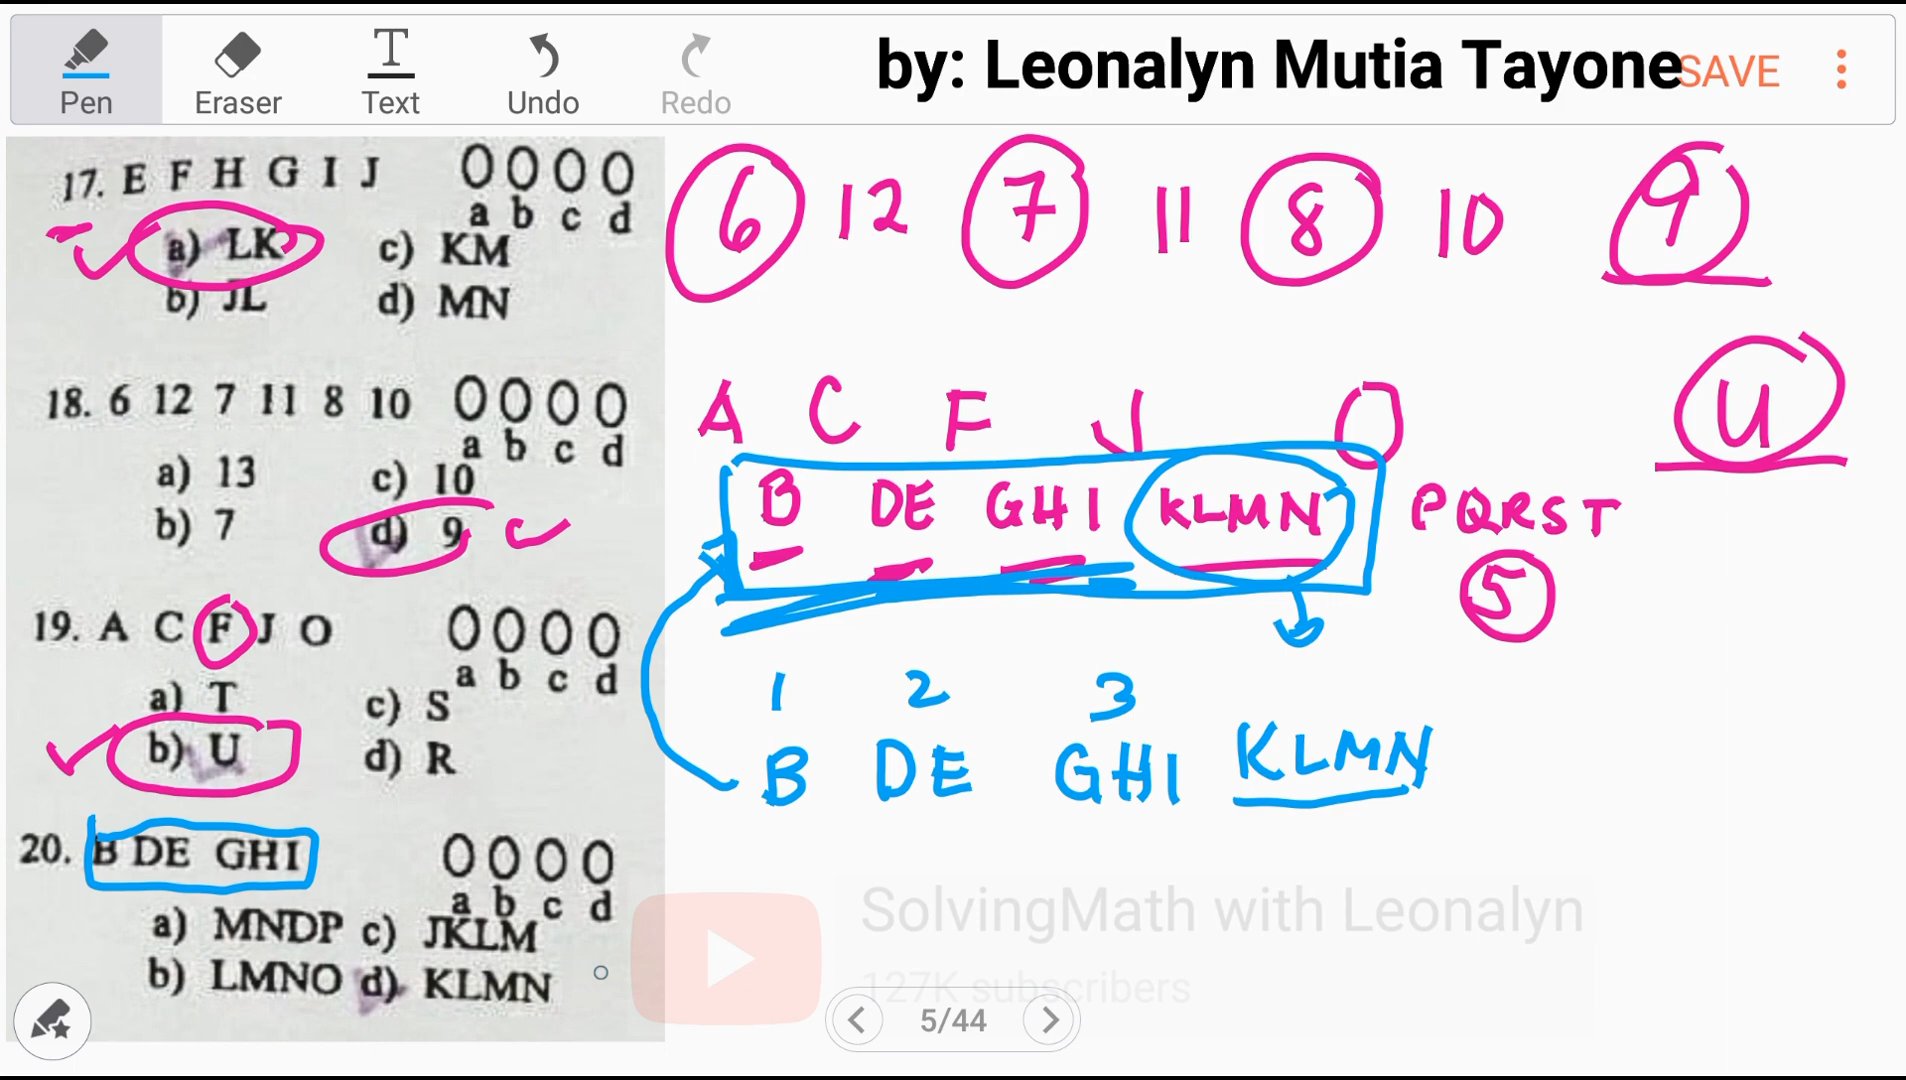 Pen Eraser Text Undo Redo by: Leonalyn Mutia Tayone SAVE
17. E F H G I J
a b c d
a) LK c) KM
b) JL d) MN
18. 6 12 7 11 8 10
a b c d
a) 13 c) 10
b) 7 d) 9
19. A C F J O
a b c d
a) T c) S
b) U d) R
20. B DE GHI
a b c d
a) MNDP c) JKLM
b) LMNO d) KLMN
6 12 7 11 8 10 9
A C F J O U
B DE GHI KLMN PQRST
5
1 2 3
B DE GHI KLMN
SolvingMath with Leonalyn
127K subscribers
5/44